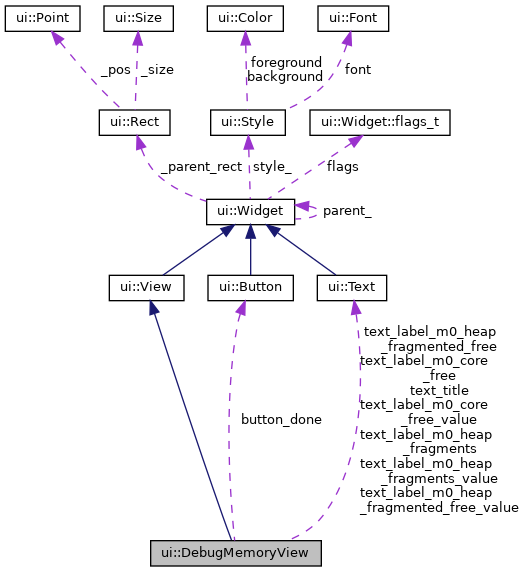 ui::Point
ui::Size
ui::Color
ui::Font
_pos
_size
foreground
background
font
ui::Rect
ui::Style
ui::Widget::flags_t
_parent_rect
style_
flags
ui::Widget
parent_
ui::View
ui::Button
ui::Text
button_done
text_label_m0_heap
_fragmented_free
text_label_m0_core
_free
text_title
text_label_m0_core
_free_value
text_label_m0_heap
_fragments
text_label_m0_heap
_fragments_value
text_label_m0_heap
_fragmented_free_value
ui::DebugMemoryView